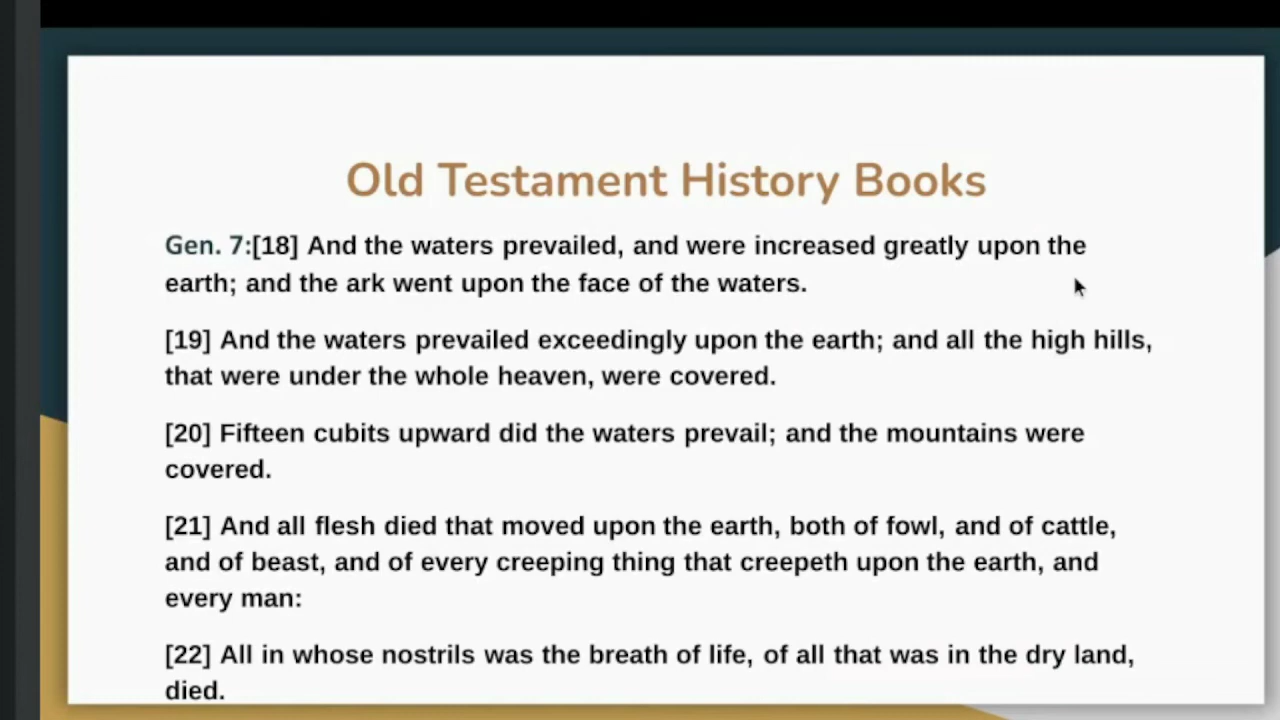 Old Testament History Books
Gen. 7:[18] And the waters prevailed, and were increased greatly upon the
earth; and the ark went upon the face of the waters.
[19] And the waters prevailed exceedingly upon the earth; and all the high hills,
that were under the whole heaven, were covered.
[20] Fifteen cubits upward did the waters prevail; and the mountains were
covered.
[21] And all flesh died that moved upon the earth, both of fowl, and of cattle,
and of beast, and of every creeping thing that creepeth upon the earth, and
every man:
[22] All in whose nostrils was the breath of life, of all that was in the dry land,
died.